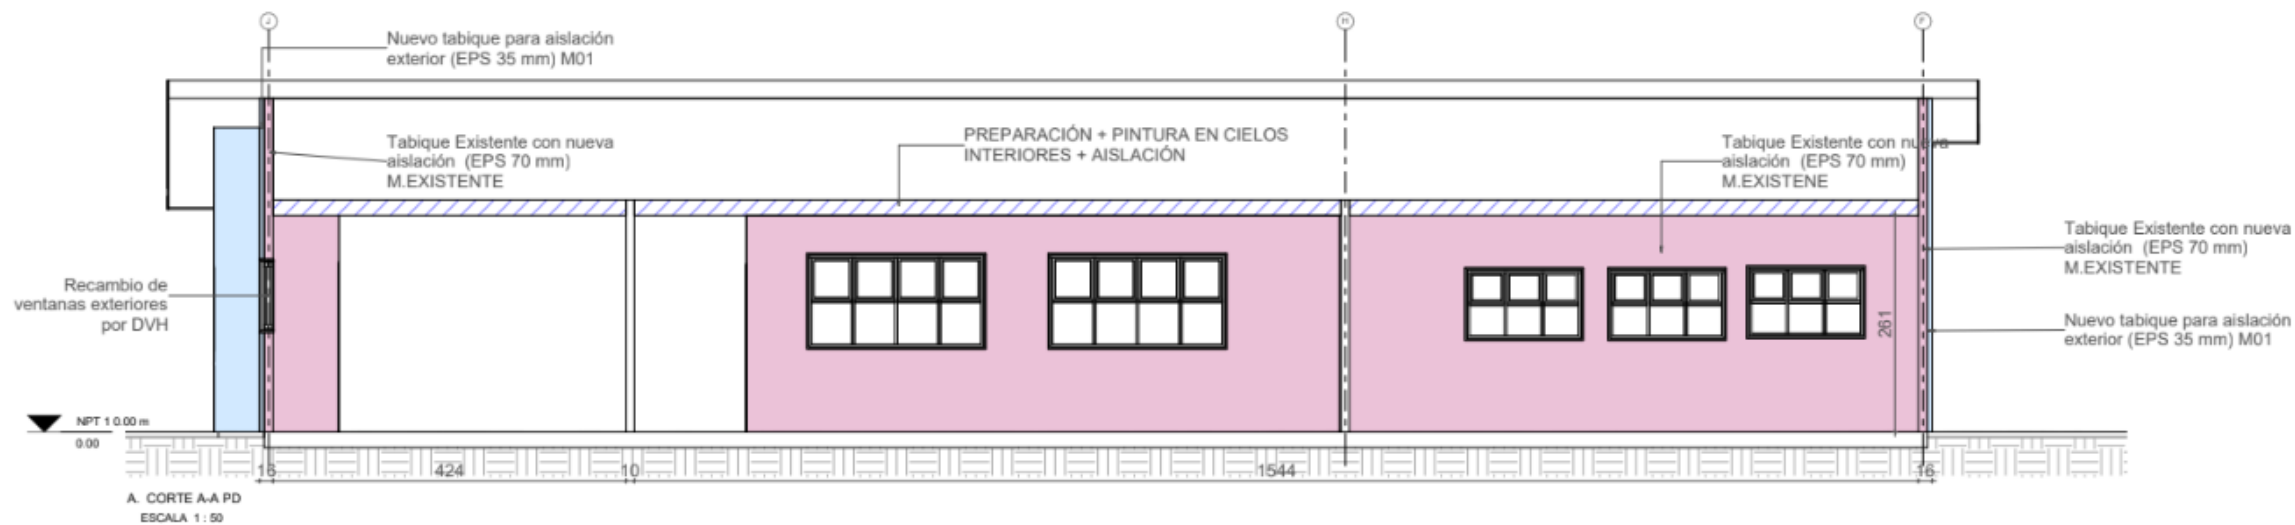 J
H
F
Nuevo tabique para aislación
exterior (EPS 35 mm) M01
Tabique Existente con nueva
aislación (EPS 70 mm)
M.EXISTENTE
PREPARACIÓN + PINTURA EN CIELOS
INTERIORES + AISLACIÓN
Tabique Existente con nueva
aislación (EPS 70 mm)
M.EXISTENE
Tabique Existente con nueva
aislación (EPS 70 mm)
M.EXISTENTE
Recambio de
ventanas exteriores
por DVH
261
Nuevo tabique para aislación
exterior (EPS 35 mm) M01
NPT 1 0.00 m
0.00
16
424
10
1544
16
A. CORTE A-A PD
ESCALA 1 : 50